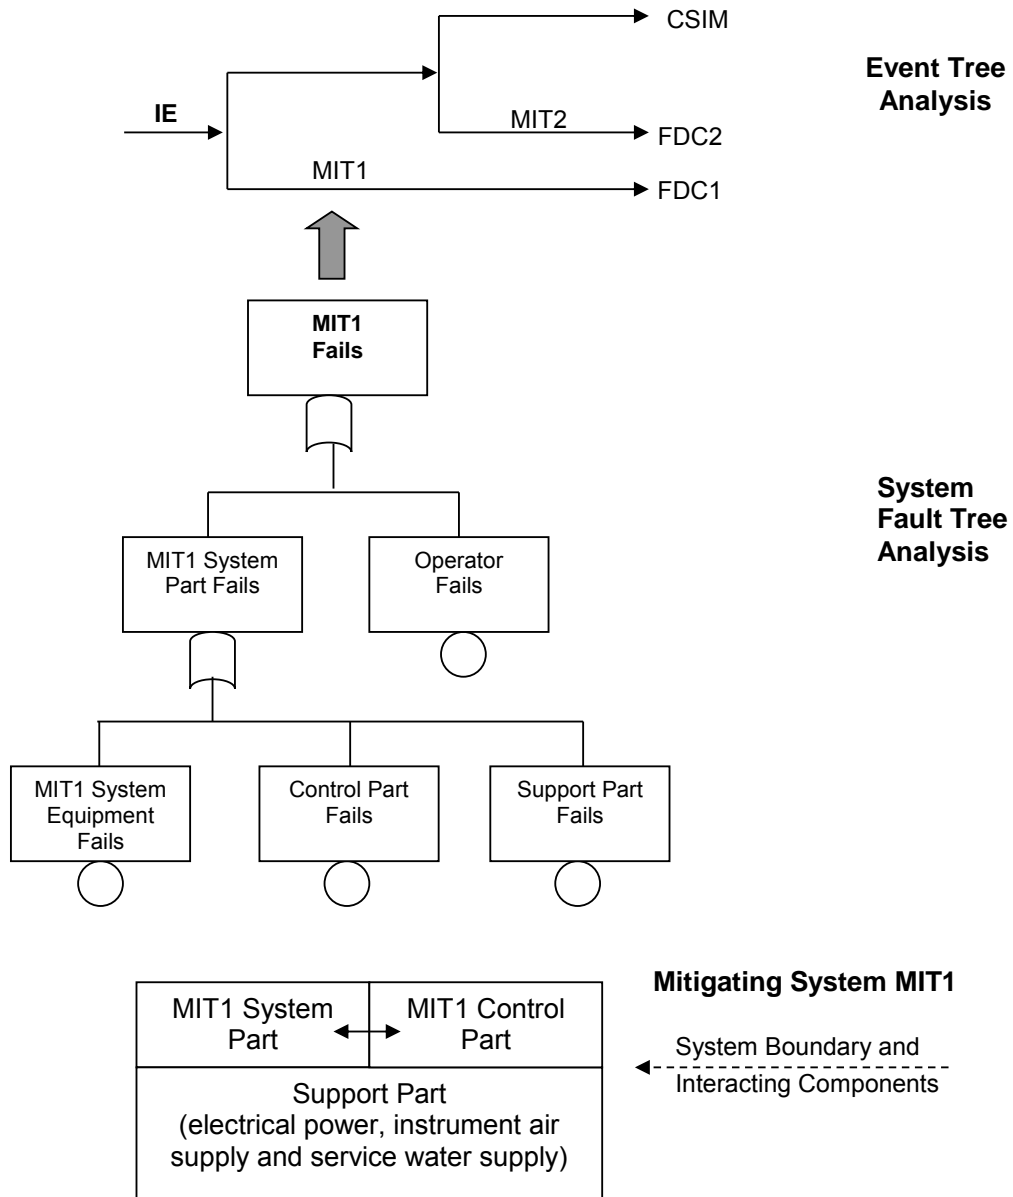 CSIM
Event Tree
Analysis
IE
MIT2
FDC2
MIT1
FDC1
MIT1
Fails
System
Fault Tree
Analysis
MIT1 System
Part Fails
Operator
Fails
MIT1 System
Equipment
Fails
Control Part
Fails
Support Part
Fails
Mitigating System MIT1
MIT1 System
Part
MIT1 Control
Part
System Boundary and
Interacting Components
Support Part
(electrical power, instrument air
supply and service water supply)